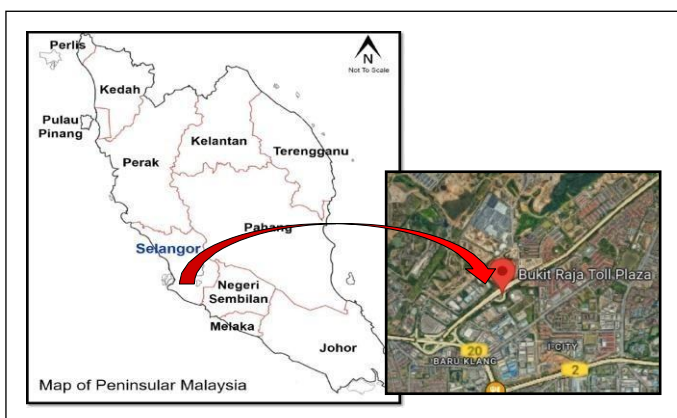 Perlis
N
Not To Scale
Kedah
Pulau
Pinang
Kelantan
Terengganu
Perak
Pahang
Selangor
Negeri
Sembilan
Melaka
Johor
Map of Peninsular Malaysia
Bukit Raja Toll Plaza
I-CITY
20
BARU KLANG
2